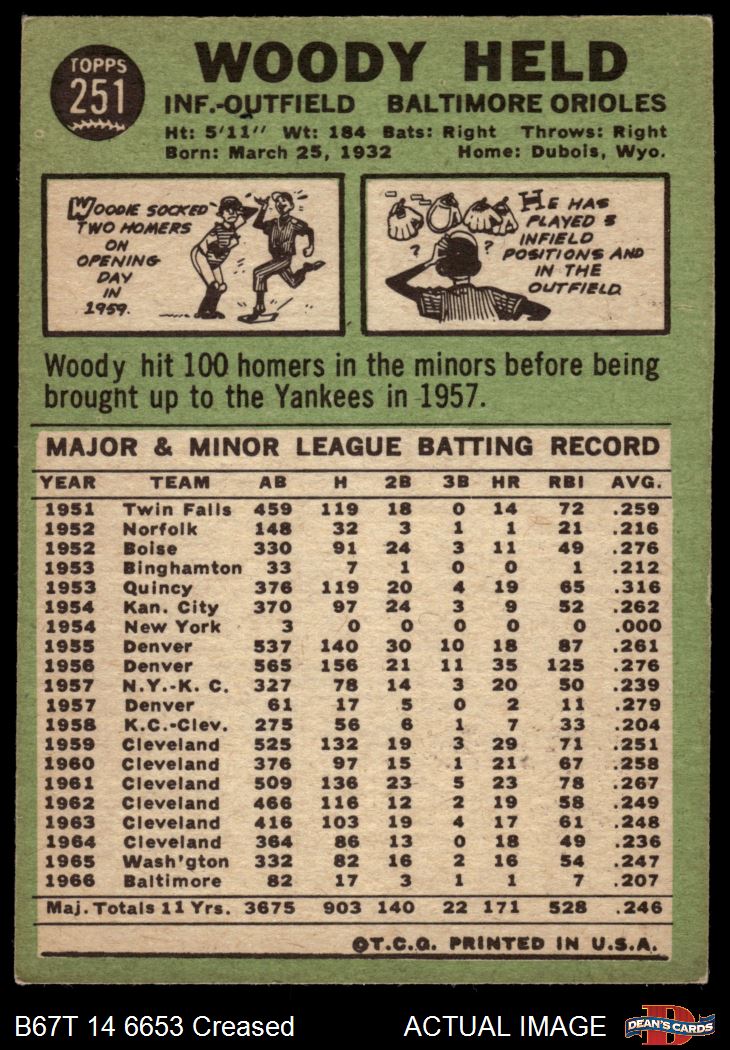 TOPPS
251
WOODY HELD
INF.-OUTFIELD BALTIMORE ORIOLES
Ht: 5'11" Wt: 184 Bats: Right Throws: Right
Born: March 25, 1932 Home: Dubois, Wyo.
WOODIE SOCKED
TWO HOMERS
ON
OPENING
DAY
IN
1959.
HE HAS
PLAYED 3
INFIELD
POSITIONS AND
IN THE
OUTFIELD
? ?
Woody hit 100 homers in the minors before being
brought up to the Yankees in 1957.
MAJOR & MINOR LEAGUE BATTING RECORD
YEAR TEAM AB H 2B 3B HR RBI AVG.
1951 Twin Falls 459 119 18 0 14 72 .259
1952 Norfolk 148 32 3 1 1 21 .216
1952 Boise 330 91 24 3 11 49 .276
1953 Binghamton 33 7 1 0 0 1 .212
1953 Quincy 376 119 20 4 19 65 .316
1954 Kan. City 370 97 24 3 9 52 .262
1954 New York 3 0 0 0 0 0 .000
1955 Denver 537 140 30 10 18 87 .261
1956 Denver 565 156 21 11 35 125 .276
1957 N.Y.-K. C. 327 78 14 3 20 50 .239
1957 Denver 61 17 5 0 2 11 .279
1958 K.C.-Clev. 275 56 6 1 7 33 .204
1959 Cleveland 525 132 19 3 29 71 .251
1960 Cleveland 376 97 15 1 21 67 .258
1961 Cleveland 509 136 23 5 23 78 .267
1962 Cleveland 466 116 12 2 19 58 .249
1963 Cleveland 416 103 19 4 17 61 .248
1964 Cleveland 364 86 13 0 18 49 .236
1965 Wash'gton 332 82 16 2 16 54 .247
1966 Baltimore 82 17 3 1 1 7 .207
Maj. Totals 11 Yrs. 3675 903 140 22 171 528 .246
©T.C.G. PRINTED IN U.S.A.
B67T 14 6653 Creased ACTUAL IMAGE
DEAN'S CARDS